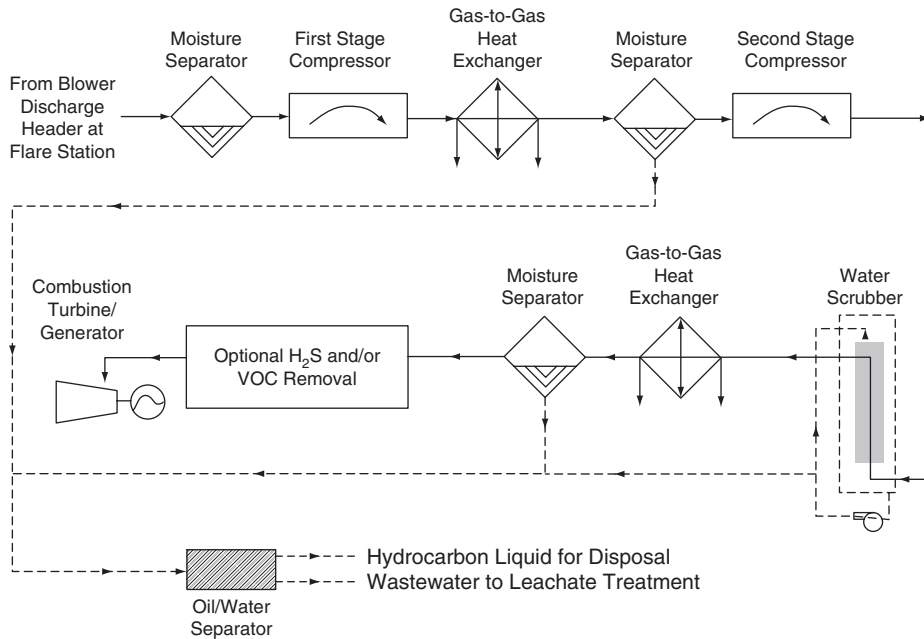 Moisture
Separator
First Stage
Compressor
Gas-to-Gas
Heat
Exchanger
Moisture
Separator
Second Stage
Compressor
From Blower
Discharge
Header at
Flare Station
Combustion
Turbine/
Generator
Optional H₂S and/or
VOC Removal
Moisture
Separator
Gas-to-Gas
Heat
Exchanger
Water
Scrubber
Hydrocarbon Liquid for Disposal
Wastewater to Leachate Treatment
Oil/Water
Separator